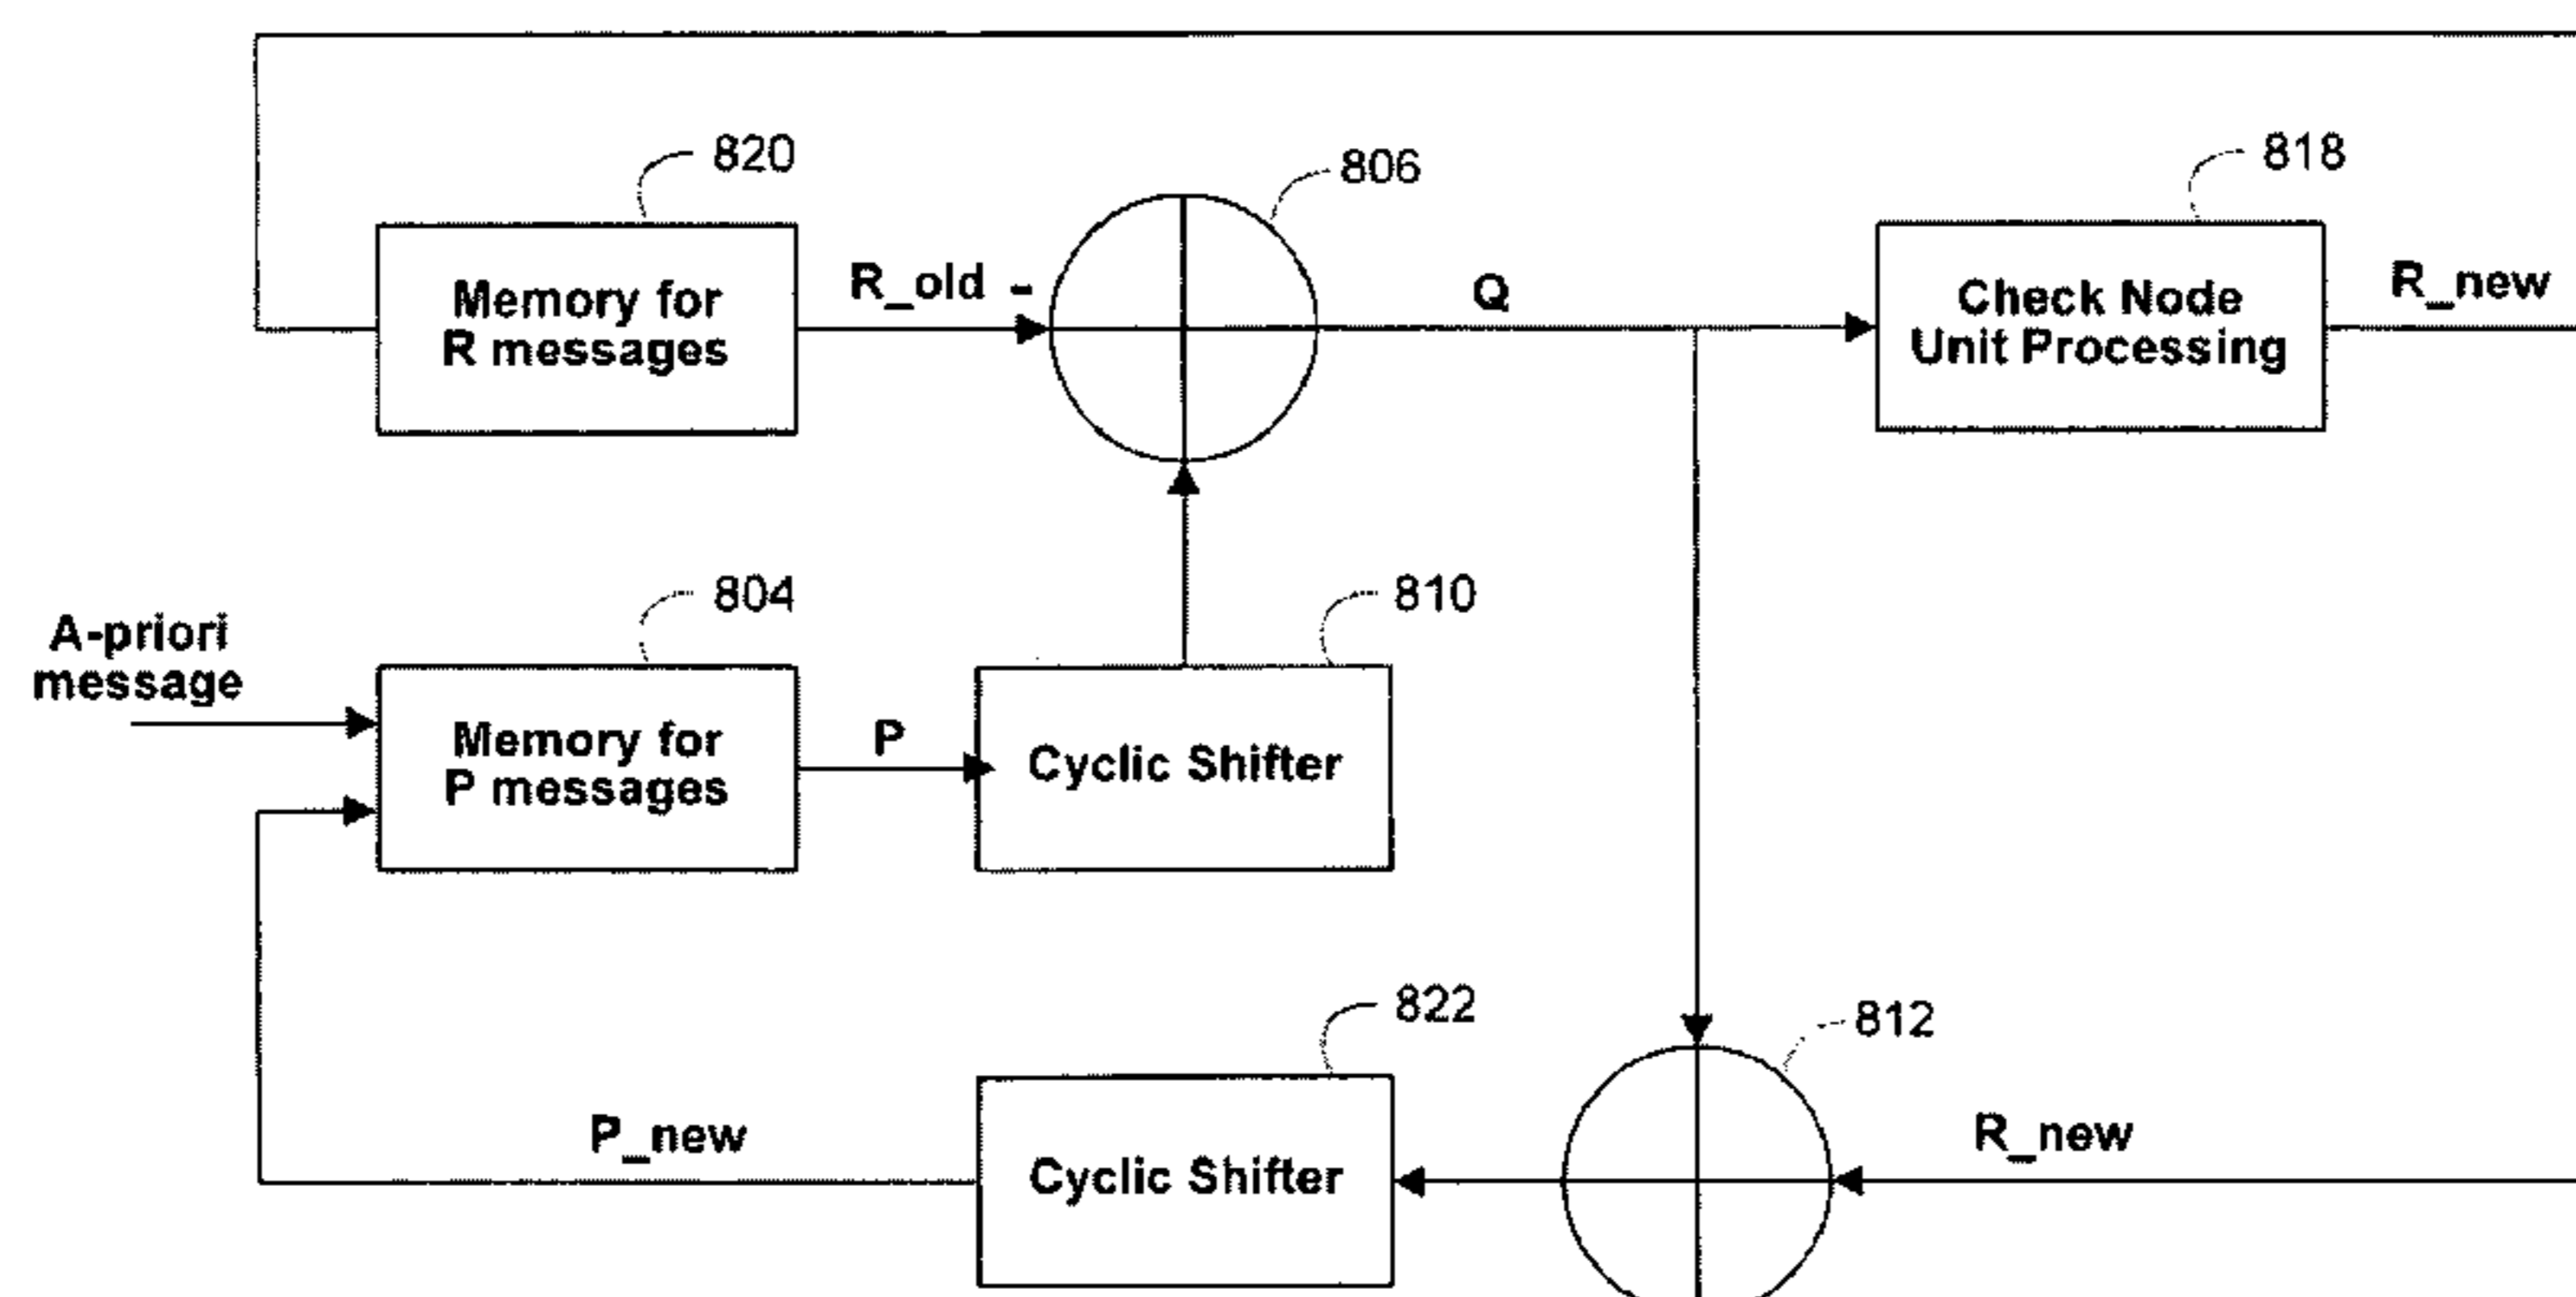 820
806
818
R_old -
Q
R_new
Memory for
R messages
Check Node
Unit Processing
804
810
A-priori
message
P
Memory for
P messages
Cyclic Shifter
822
812
P_new
Cyclic Shifter
R_new